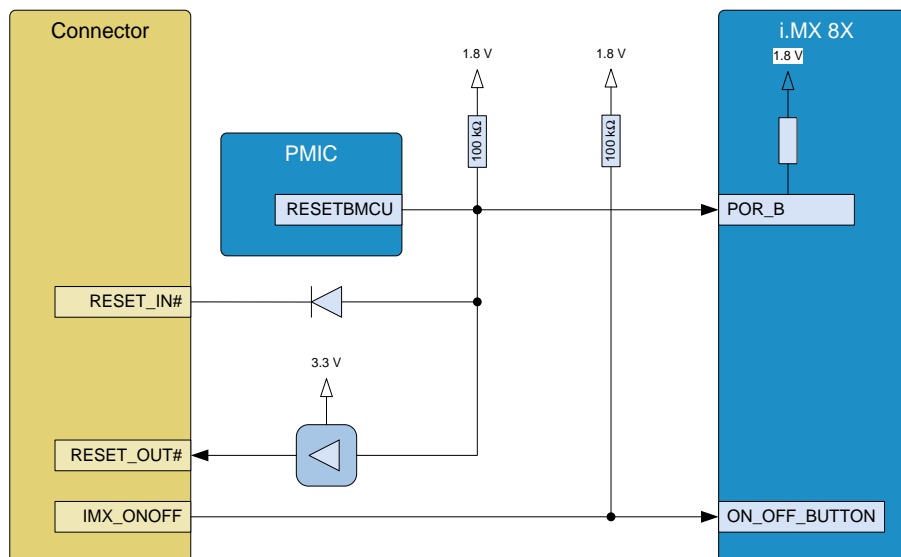 Connector
i.MX 8X
1.8 V
1.8 V
1.8 V
100 kΩ
100 kΩ
PMIC
RESETBMCU
POR_B
RESET_IN#
3.3 V
RESET_OUT#
IMX_ONOFF
ON_OFF_BUTTON